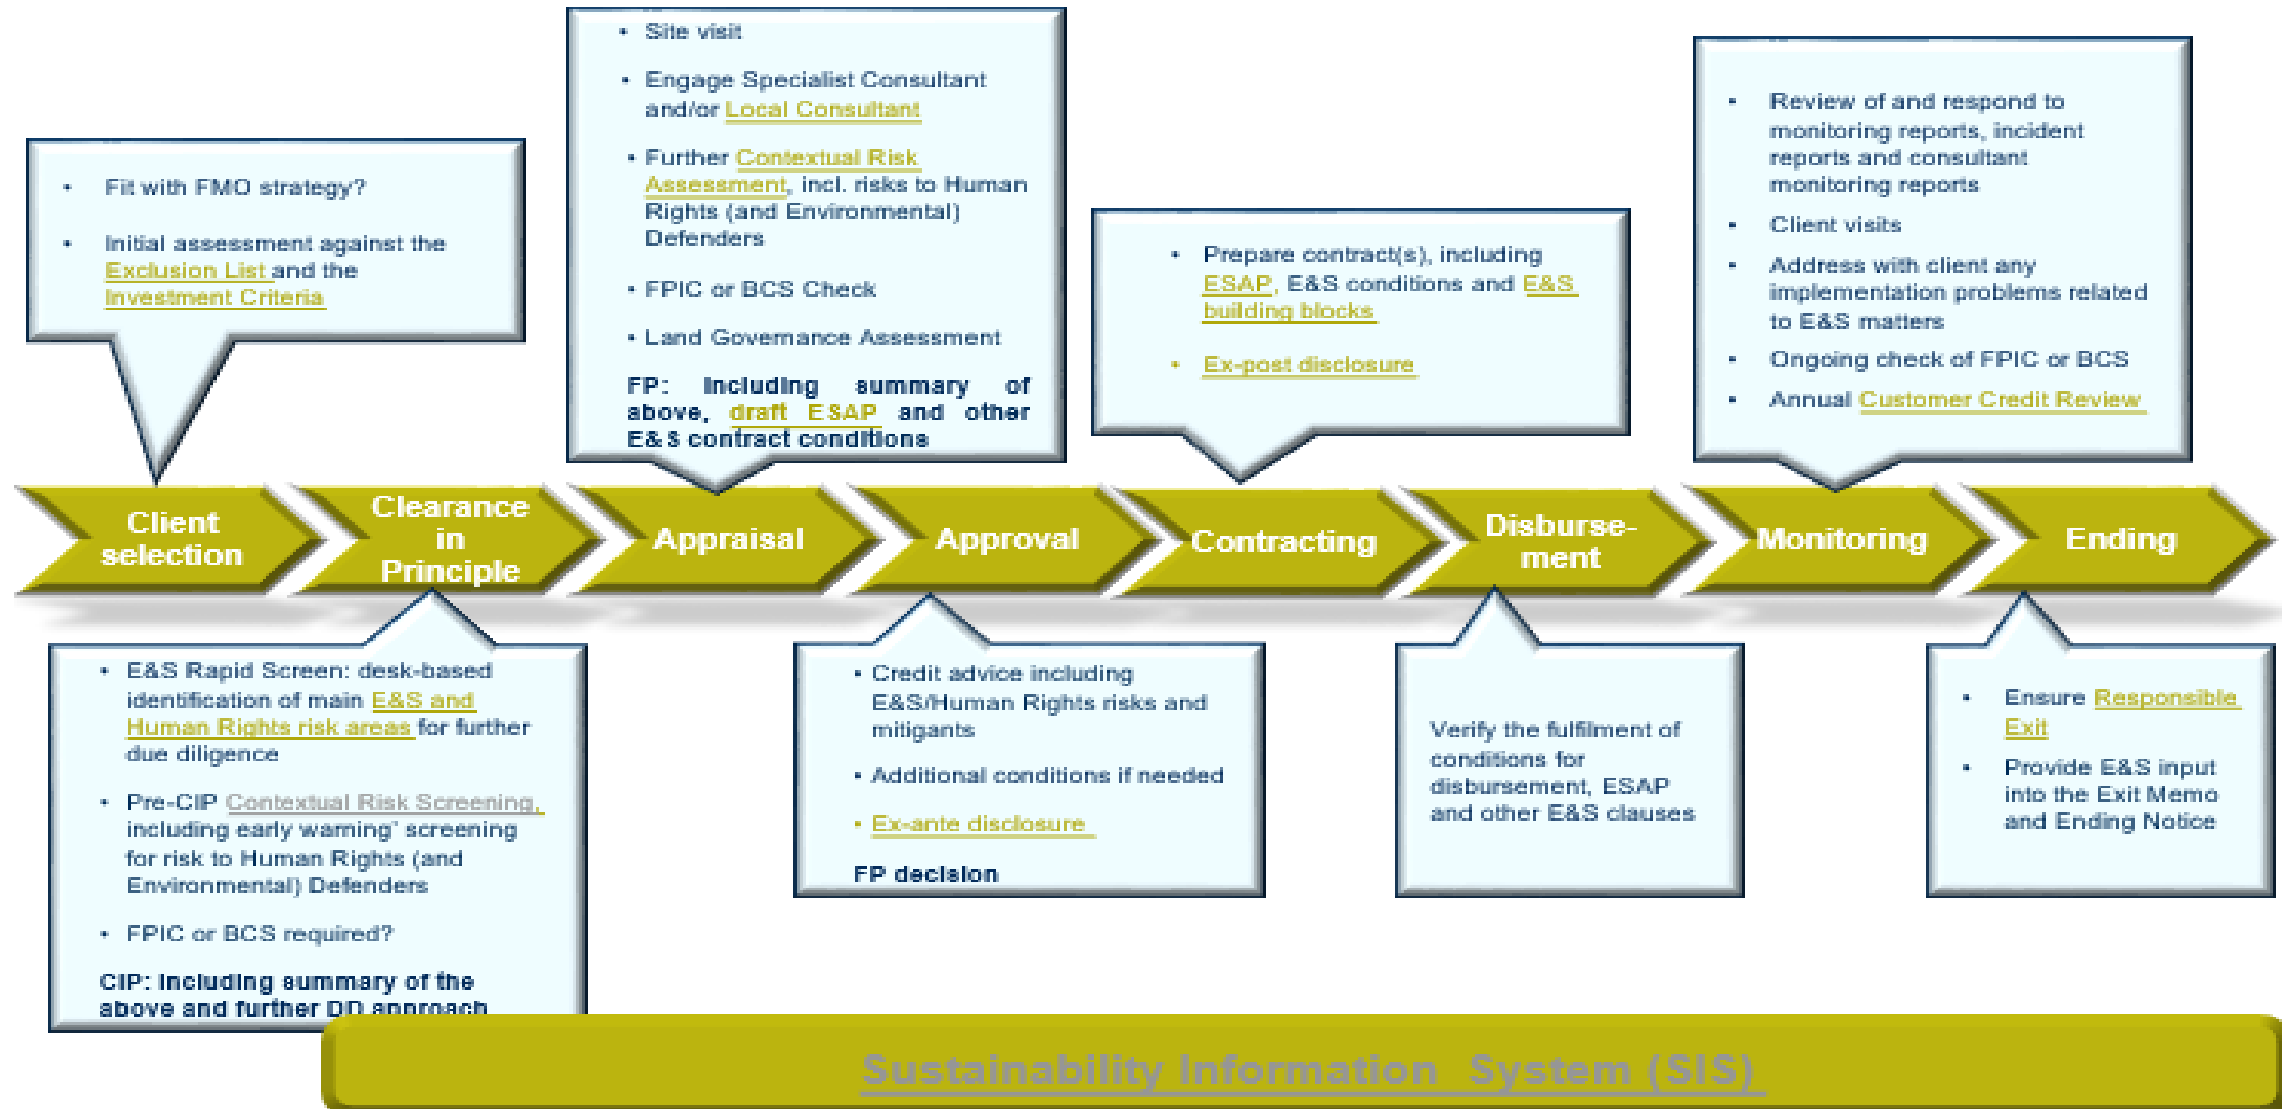 • Fit with FMO strategy?
• Initial assessment against the
Exclusion List and the
Investment Criteria
• Site visit
• Engage Specialist Consultant
and/or Local Consultant
• Further Contextual Risk
Assessment, incl. risks to Human
Rights (and Environmental)
Defenders
• FPIC or BCS Check
• Land Governance Assessment
FP: Including summary of
above, draft ESAP and other
E&S contract conditions
• Prepare contract(s), including
ESAP, E&S conditions and E&S
building blocks
• Ex-post disclosure
• Review of and respond to
monitoring reports, incident
reports and consultant
monitoring reports
• Client visits
• Address with client any
implementation problems related
to E&S matters
• Ongoing check of FPIC or BCS
• Annual Customer Credit Review
Client
selection
Clearance
in
Principle
Appraisal
Approval
Contracting
Disburse-
ment
Monitoring
Ending
• E&S Rapid Screen: desk-based
identification of main E&S and
Human Rights risk areas for further
due diligence
• Pre-CIP Contextual Risk Screening,
including early warning' screening
for risk to Human Rights (and
Environmental) Defenders
• FPIC or BCS required?
CIP: Including summary of the
above and further DD approach
• Credit advice including
E&S/Human Rights risks and
mitigants
• Additional conditions if needed
• Ex-ante disclosure
FP decision
Verify the fulfilment of
conditions for
disbursement, ESAP
and other E&S clauses
• Ensure Responsible
Exit
• Provide E&S input
into the Exit Memo
and Ending Notice
Sustainability Information System (SIS)